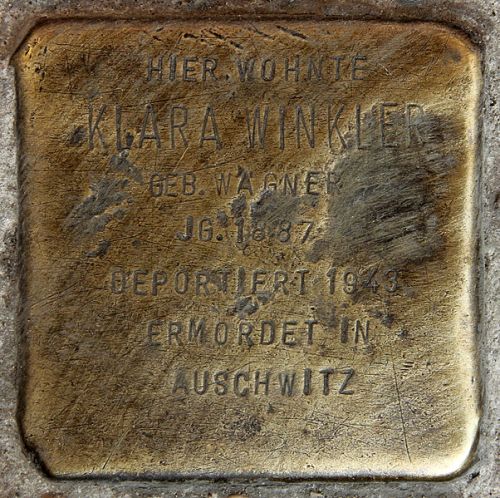 HIER WOHNTE
KLARA WINKLER
GEB. WAGNER
JG. 1887
DEPORTIERT 1943
ERMORDET IN
AUSCHWITZ